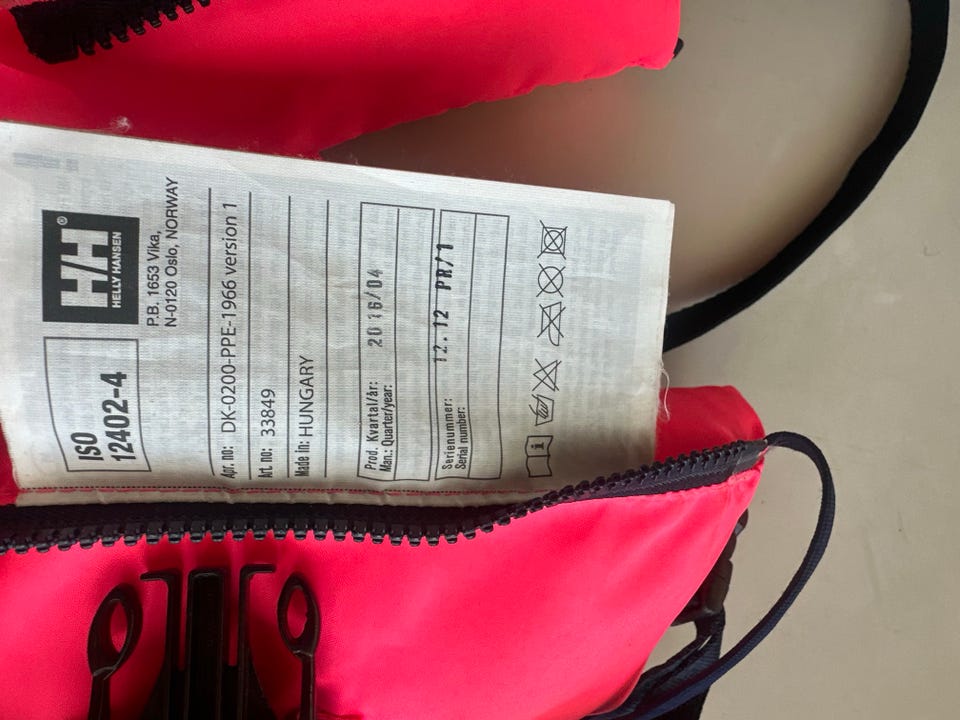 HH®
HELLY HANSEN
P.B. 1653 Vika,
N-0120 Oslo, NORWAY
ISO
12402-4
Apr. no: DK-0200-PPE-1966 version 1
Art. no: 33849
Made in: HUNGARY
Prod. Kvartal/år: 2016/04
Man.: Quarter/year:
Serienummer: 12.12 PR/1
Serial number: